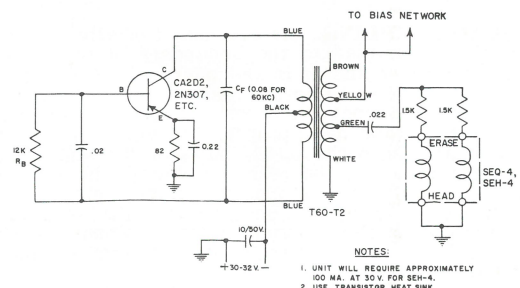 TO BIAS NETWORK
BLUE
BROWN
C
CA2D2,
2N307,
ETC.
B
E
CF (0.08 FOR
60KC)
BLACK
YELLOW
GREEN
.022
1.5K
1.5K
12K
RB
.02
82
0.22
WHITE
ERASE
HEAD
SEQ-4,
SEH-4
BLUE
T60-T2
10/50V.
+30-32V.-
NOTES:
1. UNIT WILL REQUIRE APPROXIMATELY
100 MA. AT 30 V. FOR SEH-4.
2. USE TRANSISTOR HEAT SINK